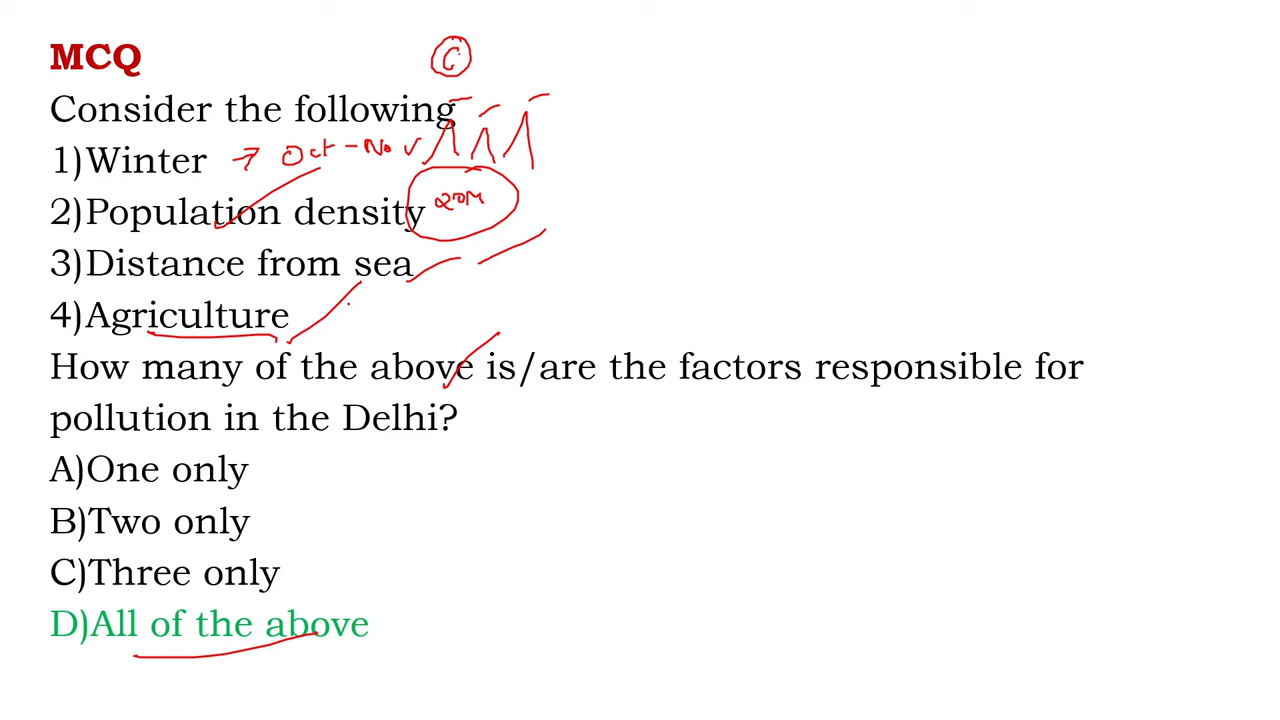 MCQ
C
Consider the following
1)Winter → Oct-Nov
2)Population density 20M
3)Distance from sea
4)Agriculture
How many of the above is/are the factors responsible for
pollution in the Delhi?
A)One only
B)Two only
C)Three only
D)All of the above